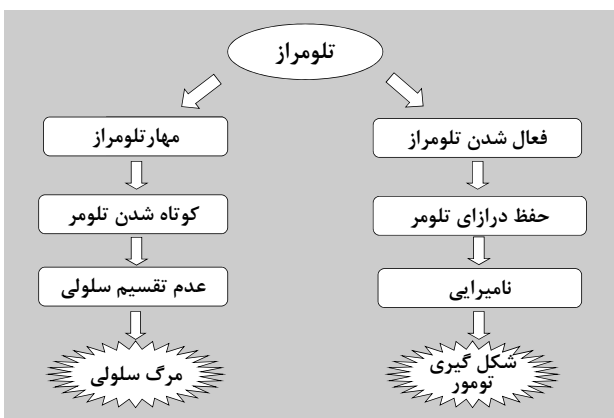 تلومراز
فعال شدن تلومراز
مهارتلومراز
حفظ درازای تلومر
کوتاه شدن تلومر
نامیرایی
عدم تقسیم سلولی
شکل گیری
تومور
مرگ سلولی